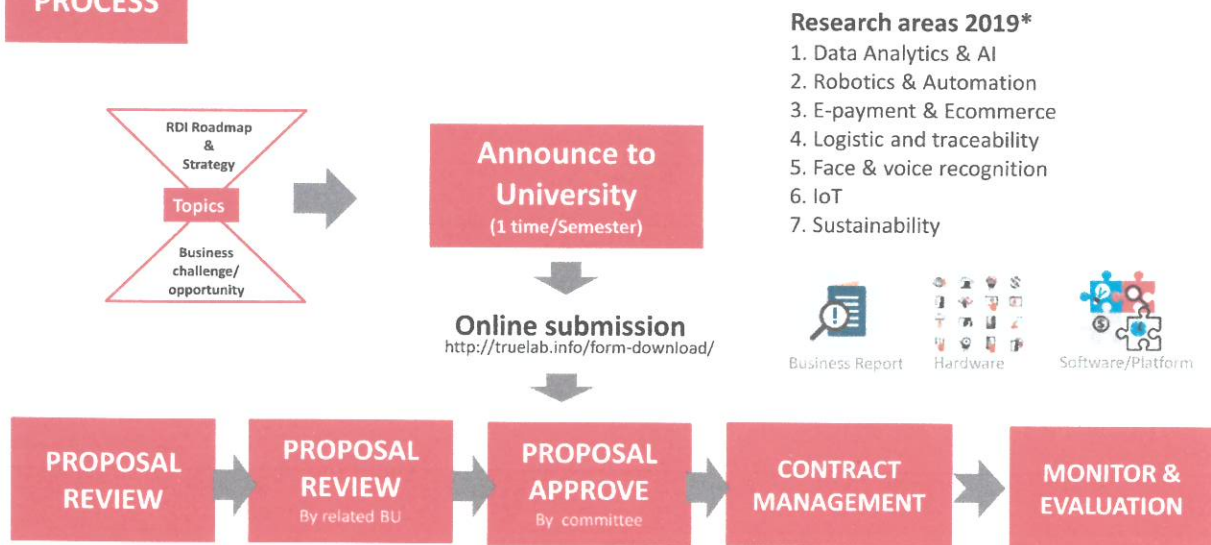 PROCESS
RDI Roadmap
&
Strategy
Topics
Business
challenge/
opportunity
Announce to
University
(1 time/Semester)
Online submission
http://truelab.info/form-download/
Research areas 2019*
1. Data Analytics & AI
2. Robotics & Automation
3. E-payment & Ecommerce
4. Logistic and traceability
5. Face & voice recognition
6. IoT
7. Sustainability
Business Report
Hardware
Software/Platform
PROPOSAL
REVIEW
PROPOSAL
REVIEW
By related BU
PROPOSAL
APPROVE
By committee
CONTRACT
MANAGEMENT
MONITOR &
EVALUATION